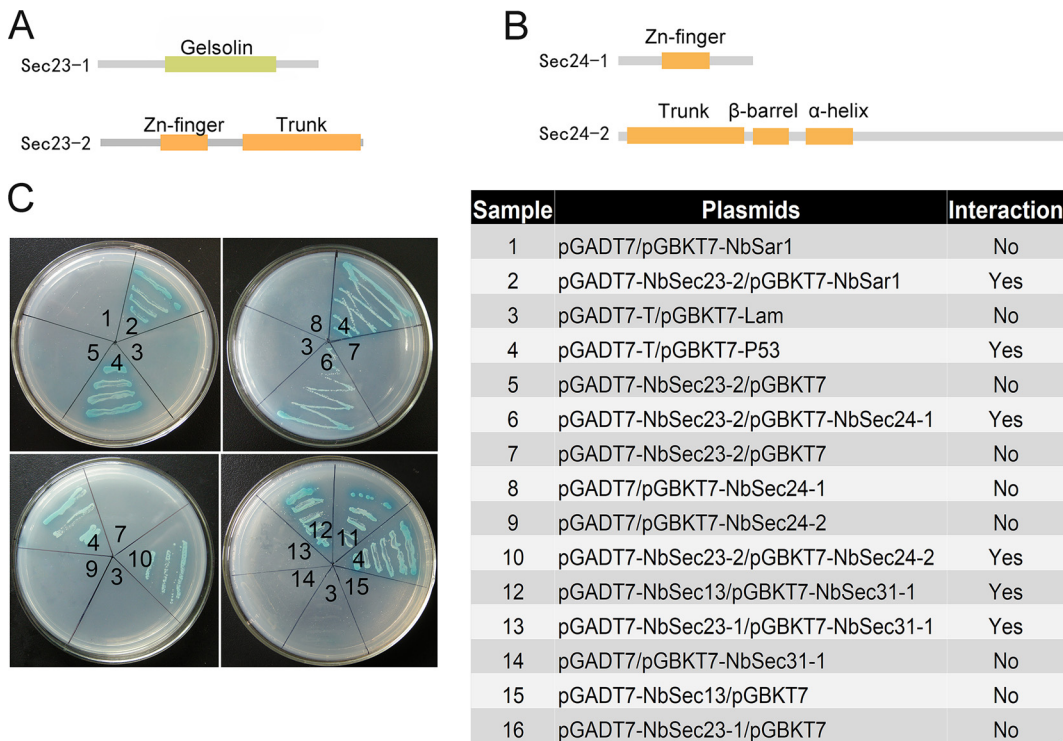 A
Gelsolin
Sec23-1
Zn-finger Trunk
Sec23-2
B
Zn-finger
Sec24-1
Trunk β-barrel α-helix
Sec24-2
C
1 2 3 4 5
8 4 7 6 3
4 7 10 3 9
12 11 4 15 3 14 13
Sample Plasmids Interaction
1 pGADT7/pGBKT7-NbSar1 No
2 pGADT7-NbSec23-2/pGBKT7-NbSar1 Yes
3 pGADT7-T/pGBKT7-Lam No
4 pGADT7-T/pGBKT7-P53 Yes
5 pGADT7-NbSec23-2/pGBKT7 No
6 pGADT7-NbSec23-2/pGBKT7-NbSec24-1 Yes
7 pGADT7-NbSec23-2/pGBKT7 No
8 pGADT7/pGBKT7-NbSec24-1 No
9 pGADT7/pGBKT7-NbSec24-2 No
10 pGADT7-NbSec23-2/pGBKT7-NbSec24-2 Yes
12 pGADT7-NbSec13/pGBKT7-NbSec31-1 Yes
13 pGADT7-NbSec23-1/pGBKT7-NbSec31-1 Yes
14 pGADT7/pGBKT7-NbSec31-1 No
15 pGADT7-NbSec13/pGBKT7 No
16 pGADT7-NbSec23-1/pGBKT7 No